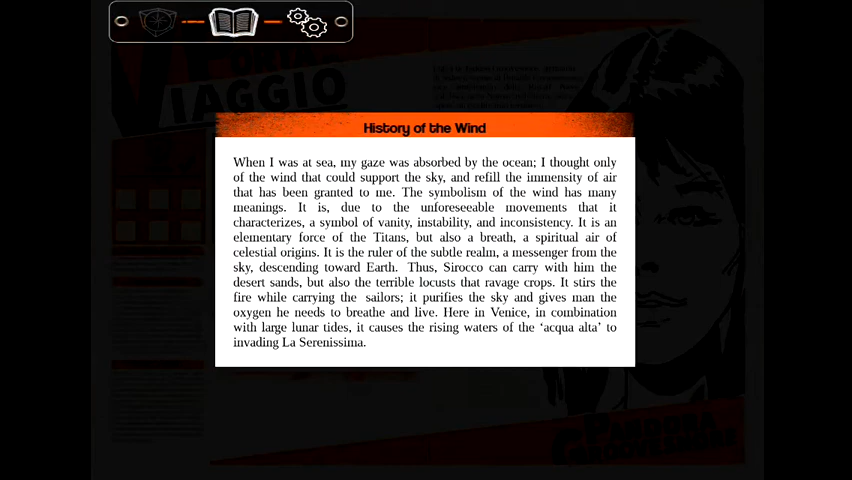 VIAGGIO
History of the Wind
When I was at sea, my gaze was absorbed by the ocean; I thought only
of the wind that could support the sky, and refill the immensity of air
that has been granted to me. The symbolism of the wind has many
meanings. It is, due to the unforeseeable movements that it
characterizes, a symbol of vanity, instability, and inconsistency. It is an
elementary force of the Titans, but also a breath, a spiritual air of
celestial origins. It is the ruler of the subtle realm, a messenger from the
sky, descending toward Earth. Thus, Sirocco can carry with him the
desert sands, but also the terrible locusts that ravage crops. It stirs the
fire while carrying the sailors; it purifies the sky and gives man the
oxygen he needs to breathe and live. Here in Venice, in combination
with large lunar tides, it causes the rising waters of the ‘acqua alta’ to
invading La Serenissima.
PANDORA